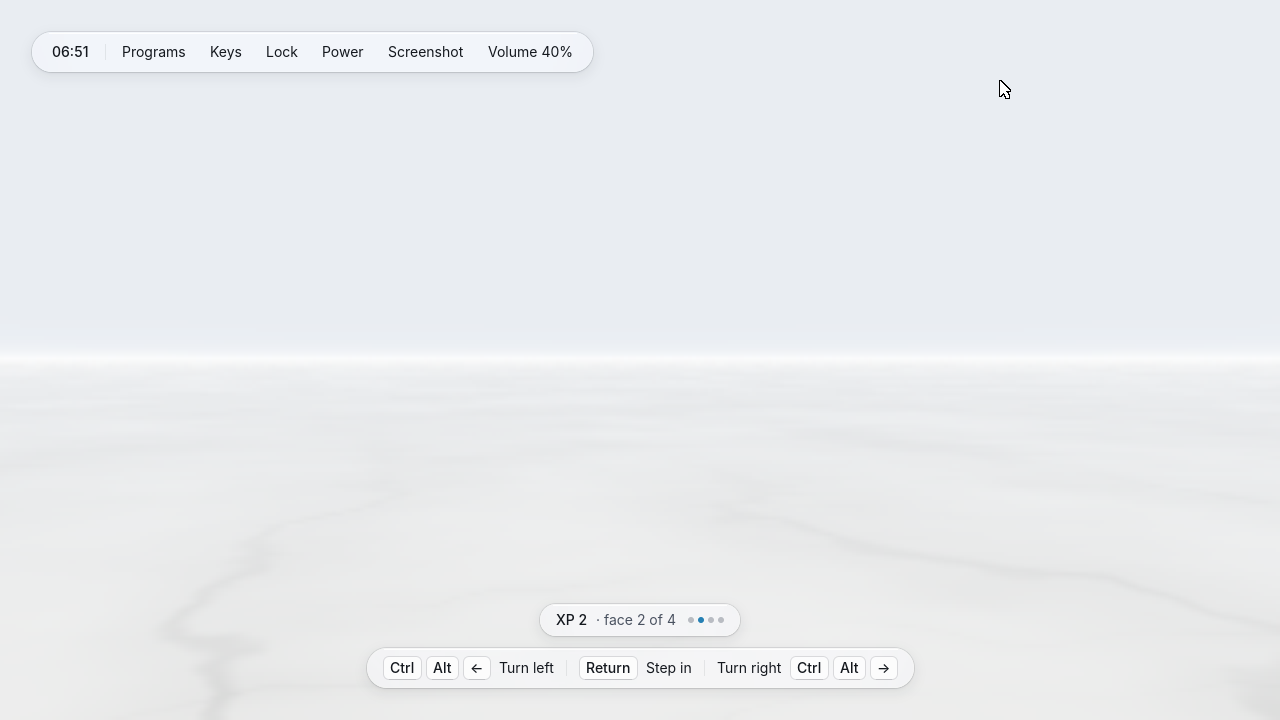 06:51 Programs Keys Lock Power Screenshot Volume 40%
XP 2 · face 2 of 4
Ctrl Alt ← Turn left Return Step in Turn right Ctrl Alt →